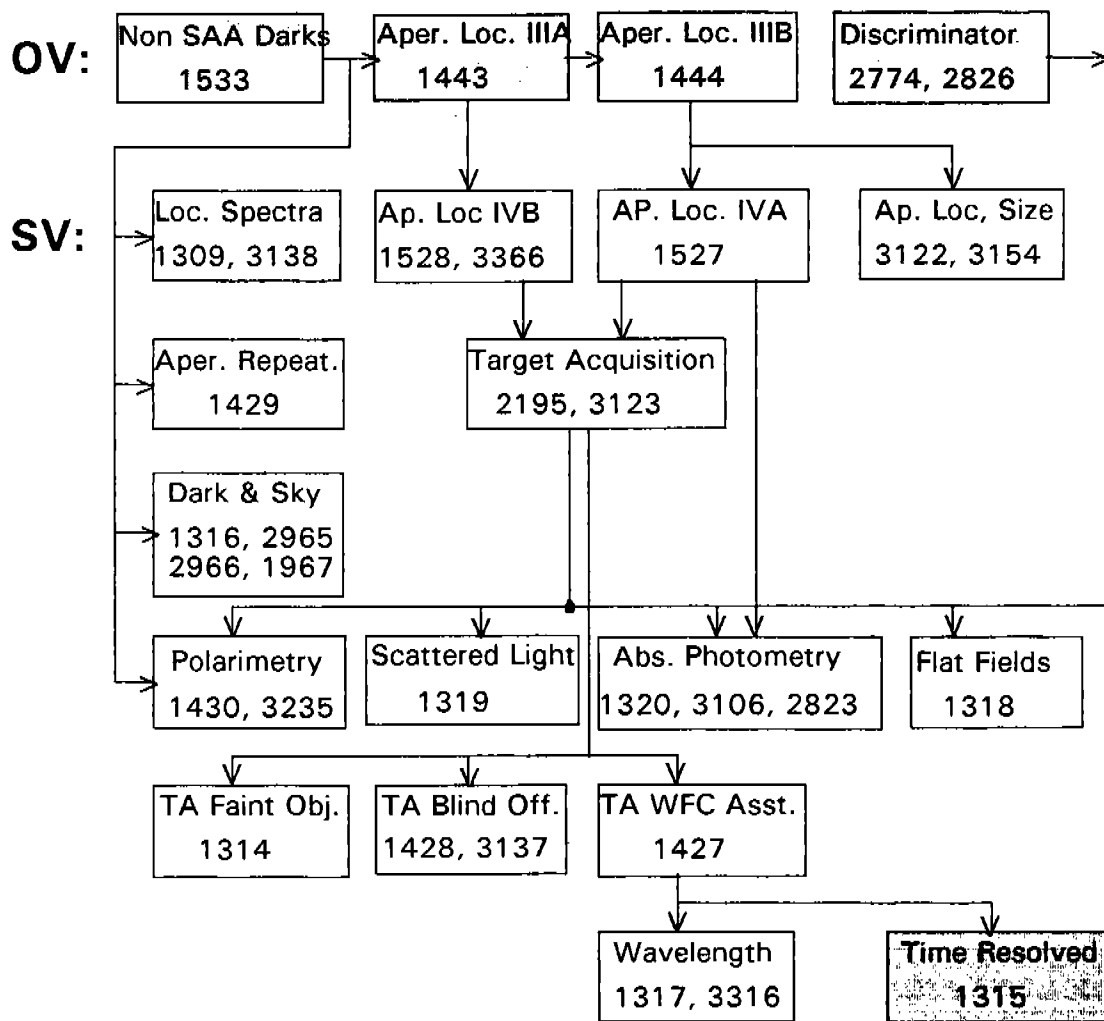 OV:
Non SAA Darks
1533
Aper. Loc. IIIA
1443
Aper. Loc. IIIB
1444
Discriminator
2774, 2826
SV:
Loc. Spectra
1309, 3138
Ap. Loc IVB
1528, 3366
AP. Loc. IVA
1527
Ap. Loc, Size
3122, 3154
Aper. Repeat.
1429
Target Acquisition
2195, 3123
Dark & Sky
1316, 2965
2966, 1967
Polarimetry
1430, 3235
Scattered Light
1319
Abs. Photometry
1320, 3106, 2823
Flat Fields
1318
TA Faint Obj.
1314
TA Blind Off.
1428, 3137
TA WFC Asst.
1427
Wavelength
1317, 3316
Time Resolved
1315